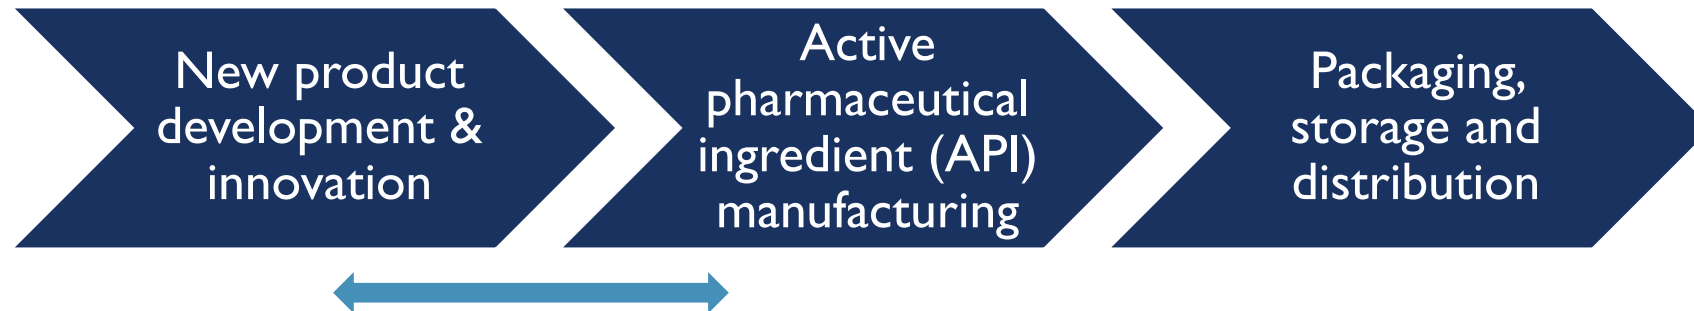 New product
development &
innovation
Active
pharmaceutical
ingredient (API)
manufacturing
Packaging,
storage and
distribution